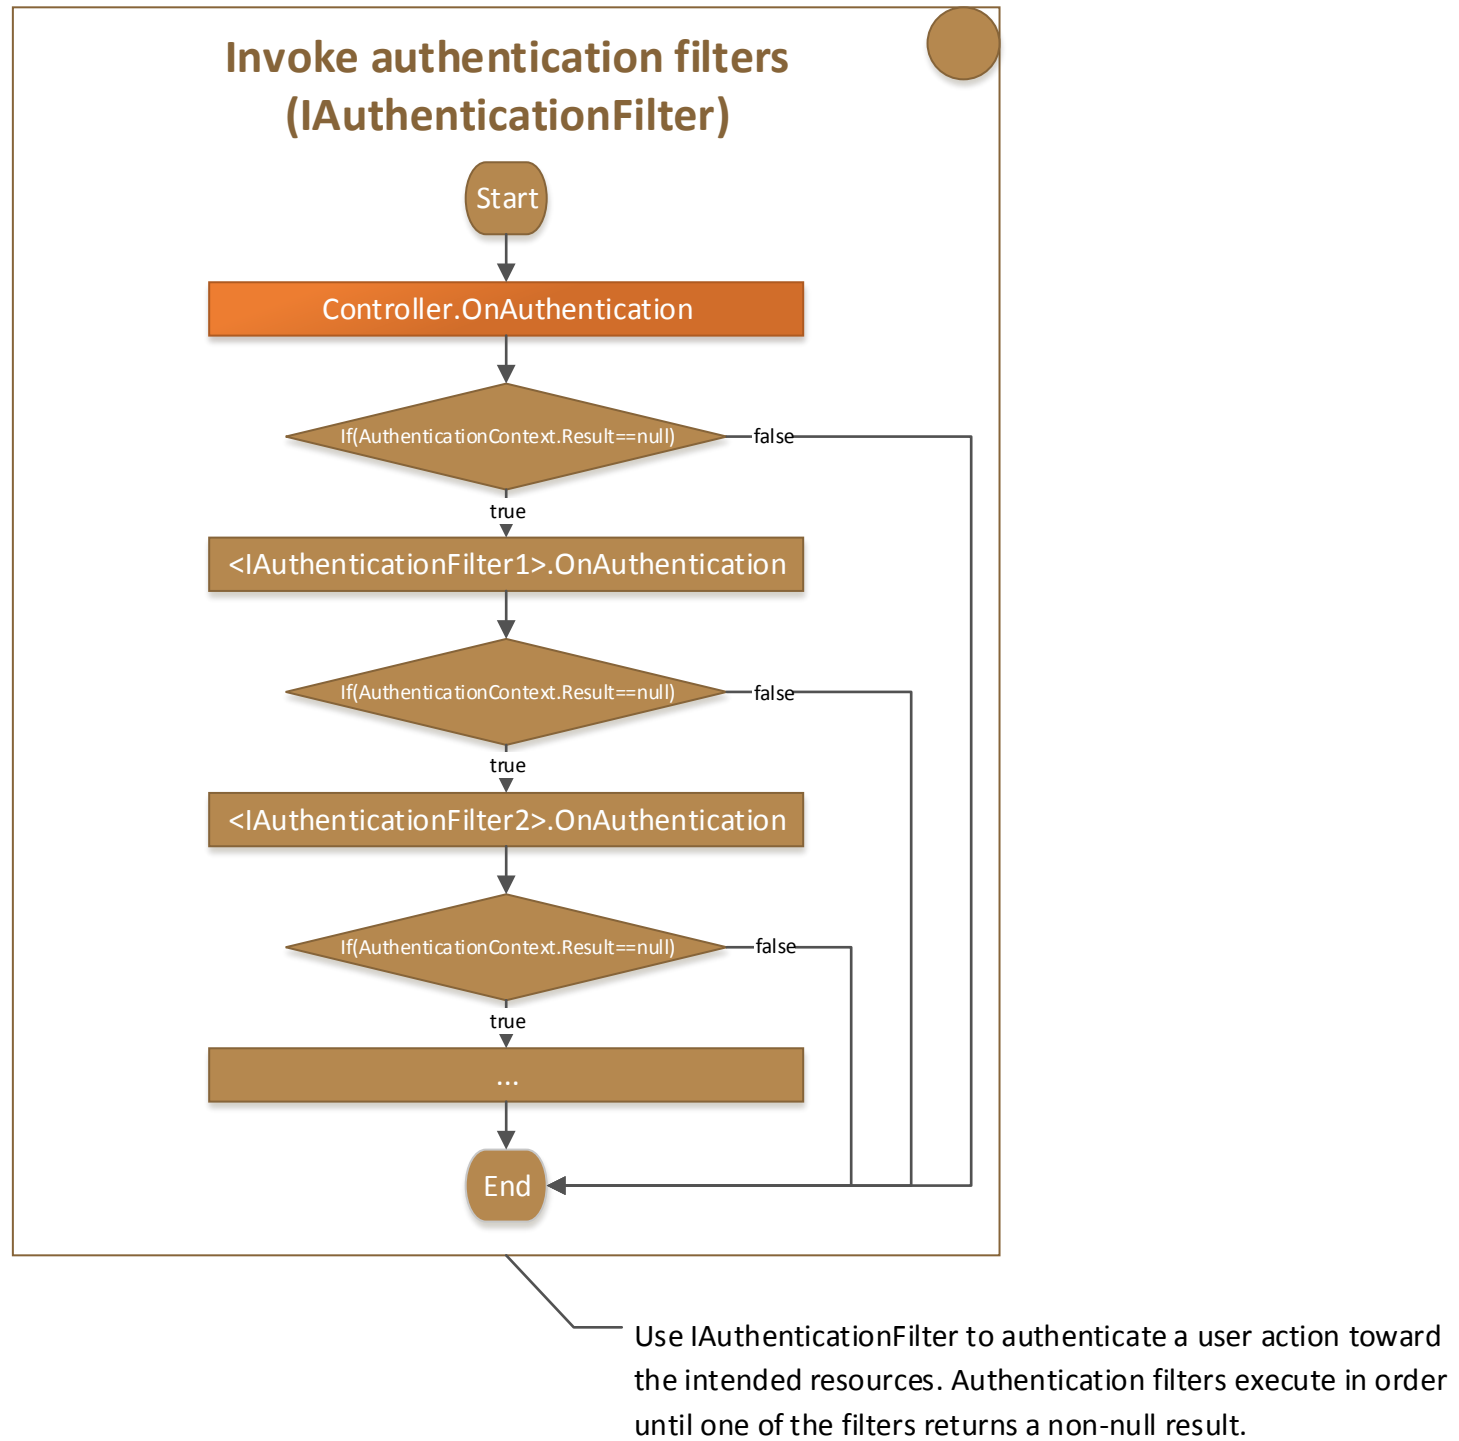 Invoke authentication filters
(IAuthenticationFilter)
Start
Controller.OnAuthentication
If(AuthenticationContext.Result==null)
false
true
<IAuthenticationFilter1>.OnAuthentication
If(AuthenticationContext.Result==null)
false
true
<IAuthenticationFilter2>.OnAuthentication
If(AuthenticationContext.Result==null)
false
true
...
End
Use IAuthenticationFilter to authenticate a user action toward
the intended resources. Authentication filters execute in order
until one of the filters returns a non-null result.